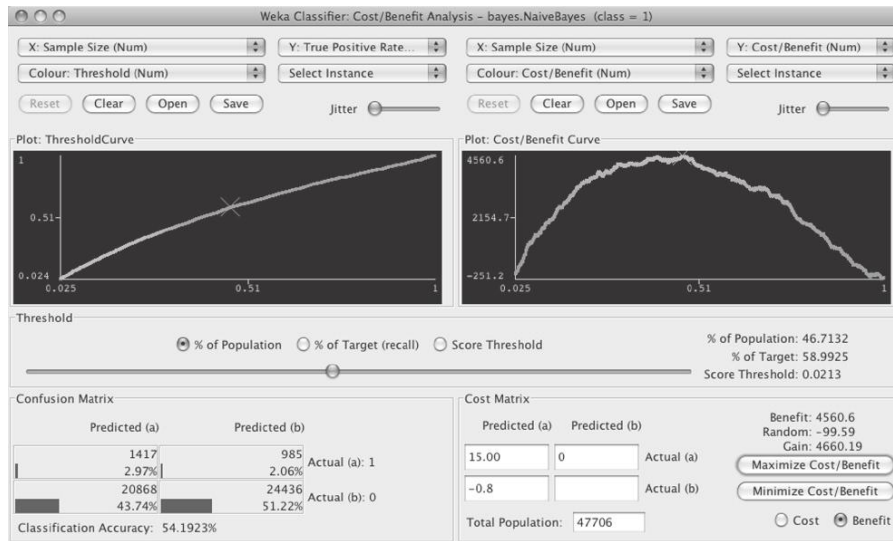 Weka Classifier: Cost/Benefit Analysis – bayes.NaiveBayes (class = 1)
X: Sample Size (Num)
Y: True Positive Rate...
X: Sample Size (Num)
Y: Cost/Benefit (Num)
Colour: Threshold (Num)
Select Instance
Colour: Cost/Benefit (Num)
Select Instance
Reset
Clear
Open
Save
Jitter
Reset
Clear
Open
Save
Jitter
Plot: ThresholdCurve
1
0.51
0.024
0.025
0.51
1
Plot: Cost/Benefit Curve
4560.6
2154.7
-251.2
0.025
0.51
1
Threshold
% of Population
% of Target (recall)
Score Threshold
% of Population: 46.7132
% of Target: 58.9925
Score Threshold: 0.0213
Confusion Matrix
Predicted (a) Predicted (b)
1417 985
2.97% 2.06%
Actual (a): 1
20868 24436
43.74% 51.22%
Actual (b): 0
Classification Accuracy: 54.1923%
Cost Matrix
Predicted (a) Predicted (b)
15.00 0 Actual (a)
-0.8 Actual (b)
Total Population: 47706
Benefit: 4560.6
Random: -99.59
Gain: 4660.19
Maximize Cost/Benefit
Minimize Cost/Benefit
Cost
Benefit